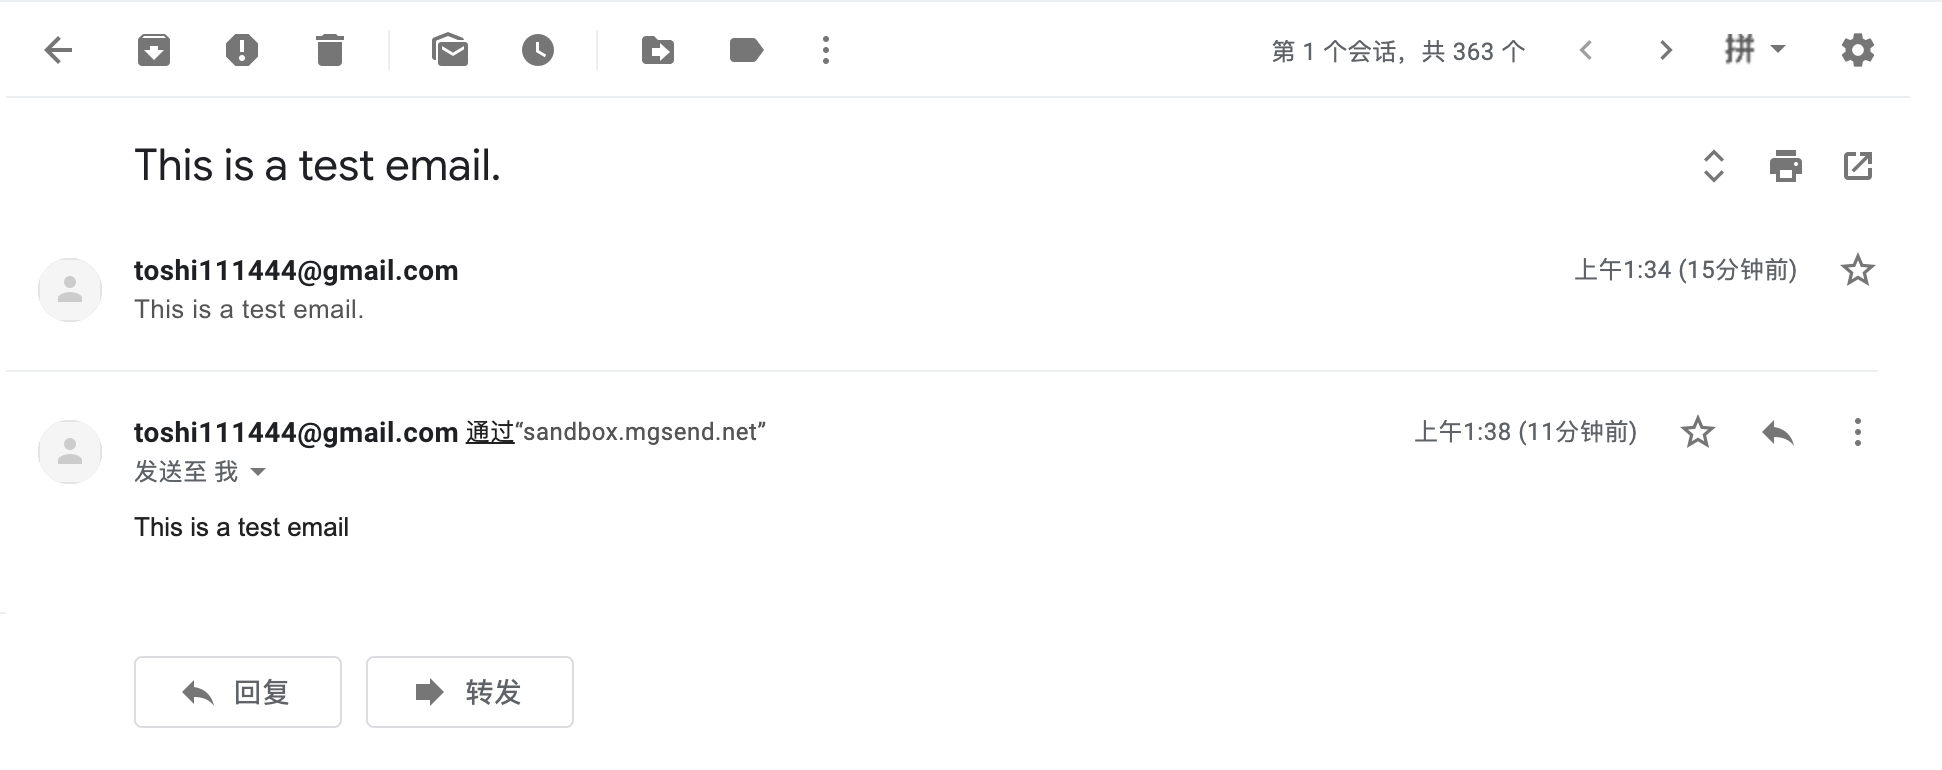 第 1 个会话，共 363 个
拼
This is a test email.
toshi111444@gmail.com
上午1:34 (15分钟前)
This is a test email.
toshi111444@gmail.com 通过“sandbox.mgsend.net”
上午1:38 (11分钟前)
发送至 我
This is a test email
回复
转发